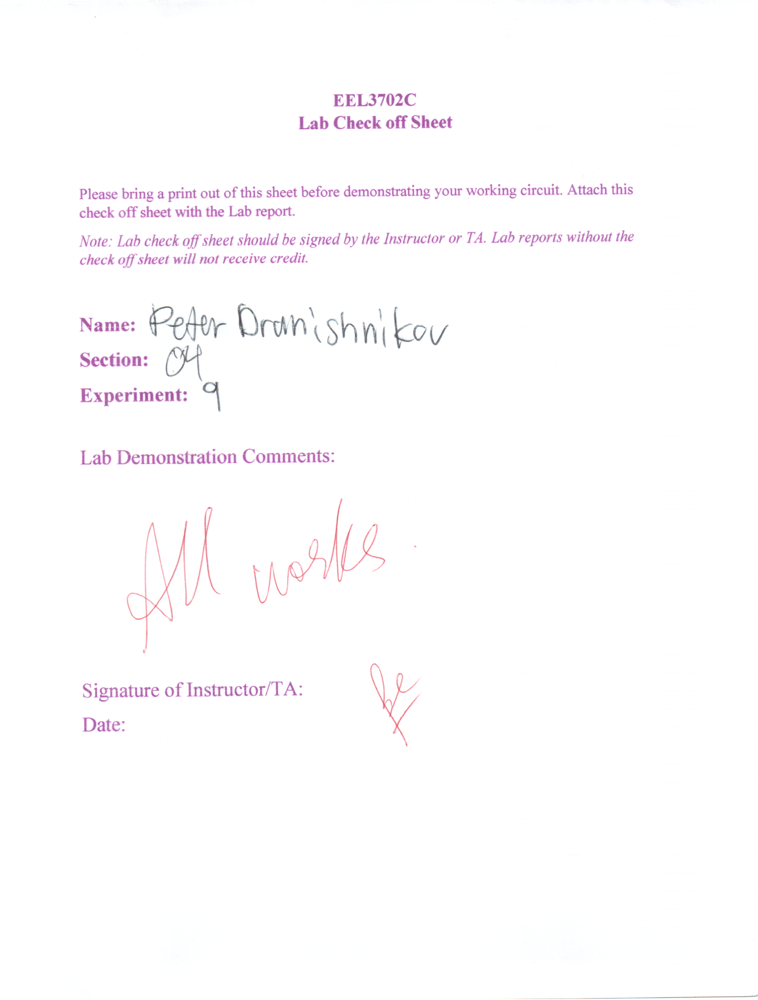 EEL3702C
Lab Check off Sheet
Please bring a print out of this sheet before demonstrating your working circuit. Attach this
check off sheet with the Lab report.
Note: Lab check off sheet should be signed by the Instructor or TA. Lab reports without the
check off sheet will not receive credit.
Name: Peter Dranishnikov
Section: 04
Experiment: 9
Lab Demonstration Comments:
All works.
Signature of Instructor/TA:
Date: